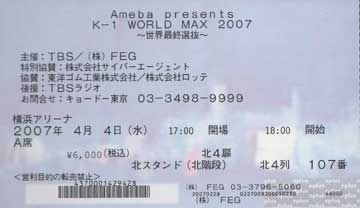 Ameba presents
K-1 WORLD MAX 2007
～世界最終選抜～
主催：TBS／（株）FEG
特別協賛：株式会社サイバーエージェント
協賛：東洋ゴム工業株式会社／株式会社ロッテ
後援：TBSラジオ
お問合せ：キョードー東京 03-3498-9999
横浜アリーナ
2007年 4月 4日（水） 17:00 開場 18:00 開始
A席
¥6,000（税込） 北4扉
北スタンド（北階段） 北4列 107番
＜営利目的の転売禁止＞
4370001429428
（株）FEG 03-3796-5060
（株）FEG